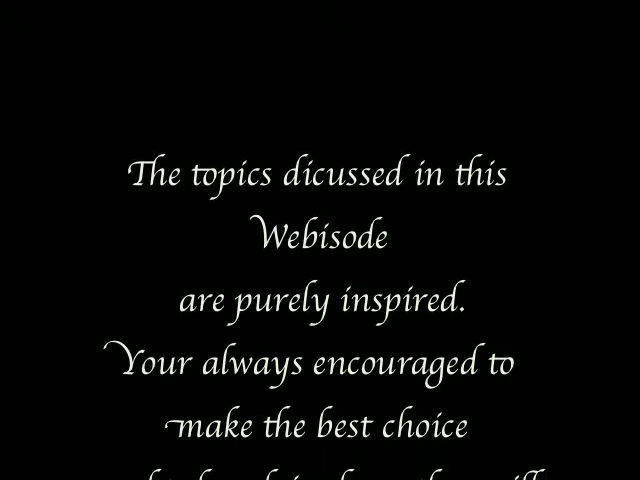 The topics dicussed in this
Webisode
are purely inspired.
Your always encouraged to
make the best choice